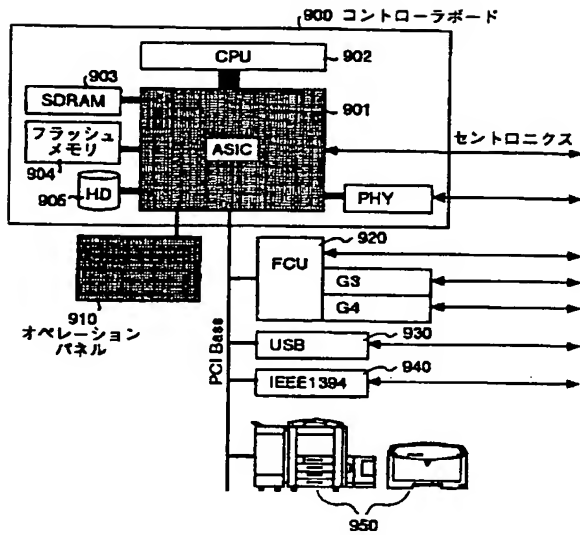 900 コントローラボード
CPU
902
903
SDRAM
901
フラッシュ
メモリ
ASIC
セントロニクス
904
905
HD
PHY
920
FCU
G3
G4
910
オペレーション
パネル
PCI Bass
930
USB
940
IEEE1394
950